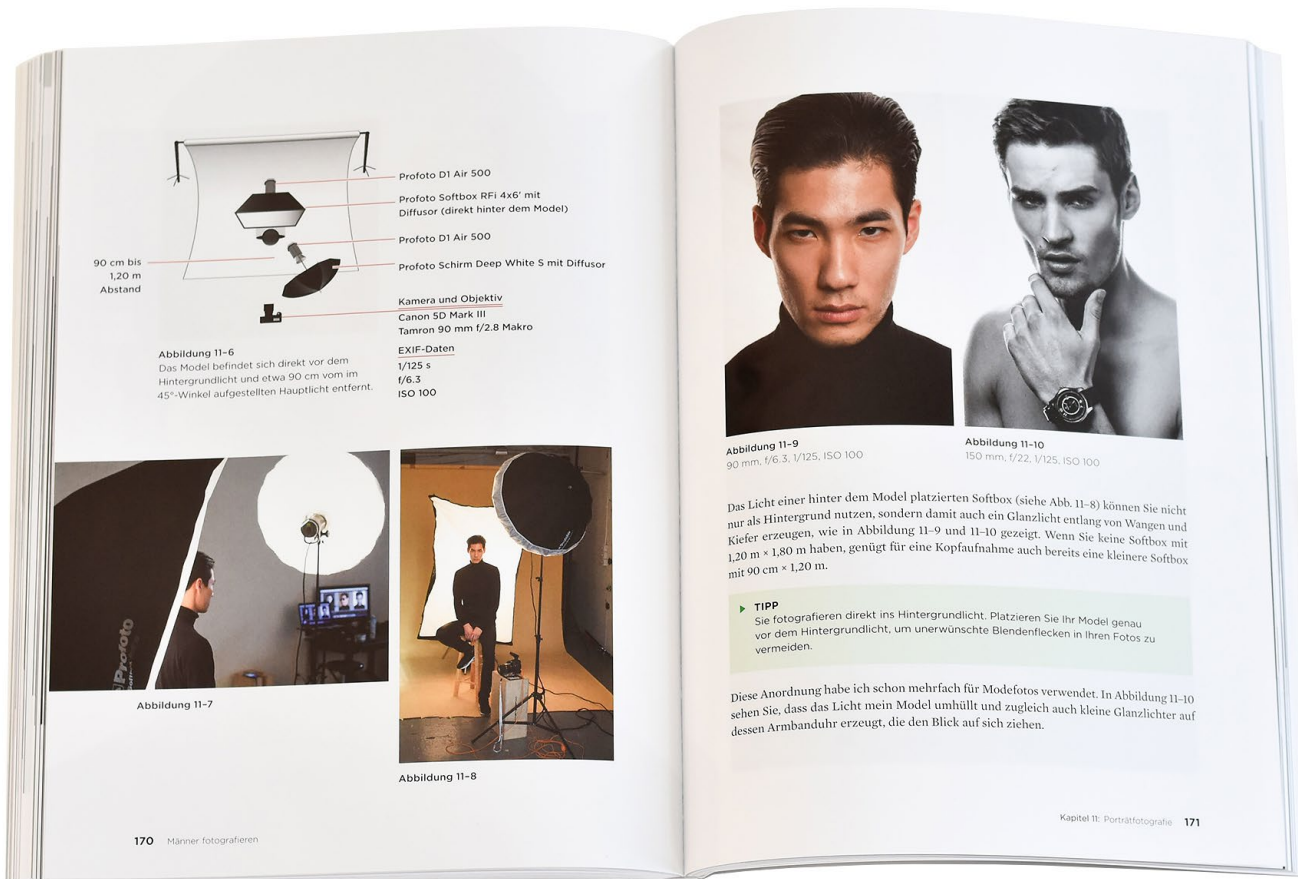 Profoto D1 Air 500
Profoto Softbox RFi 4x6' mit
Diffusor (direkt hinter dem Model)
Profoto D1 Air 500
90 cm bis
1,20 m
Abstand
Profoto Schirm Deep White S mit Diffusor
Kamera und Objektiv
Canon 5D Mark III
Tamron 90 mm f/2.8 Makro
EXIF-Daten
1/125 s
f/6.3
ISO 100
Abbildung 11–6
Das Model befindet sich direkt vor dem
Hintergrundlicht und etwa 90 cm vom im
45°-Winkel aufgestellten Hauptlicht entfernt.
Profoto
Abbildung 11–7
Abbildung 11–8
170 Männer fotografieren
Abbildung 11–9
90 mm, f/6.3, 1/125, ISO 100
Abbildung 11–10
150 mm, f/22, 1/125, ISO 100
Das Licht einer hinter dem Model platzierten Softbox (siehe Abb. 11–8) können Sie nicht
nur als Hintergrund nutzen, sondern damit auch ein Glanzlicht entlang von Wangen und
Kiefer erzeugen, wie in Abbildung 11–9 und 11–10 gezeigt. Wenn Sie keine Softbox mit
1,20 m × 1,80 m haben, genügt für eine Kopfaufnahme auch bereits eine kleinere Softbox
mit 90 cm × 1,20 m.
TIPP
Sie fotografieren direkt ins Hintergrundlicht. Platzieren Sie Ihr Model genau
vor dem Hintergrundlicht, um unerwünschte Blendenflecken in Ihren Fotos zu
vermeiden.
Diese Anordnung habe ich schon mehrfach für Modefotos verwendet. In Abbildung 11–10
sehen Sie, dass das Licht mein Model umhüllt und zugleich auch kleine Glanzlichter auf
dessen Armbanduhr erzeugt, die den Blick auf sich ziehen.
Kapitel 11: Porträtfotografie 171